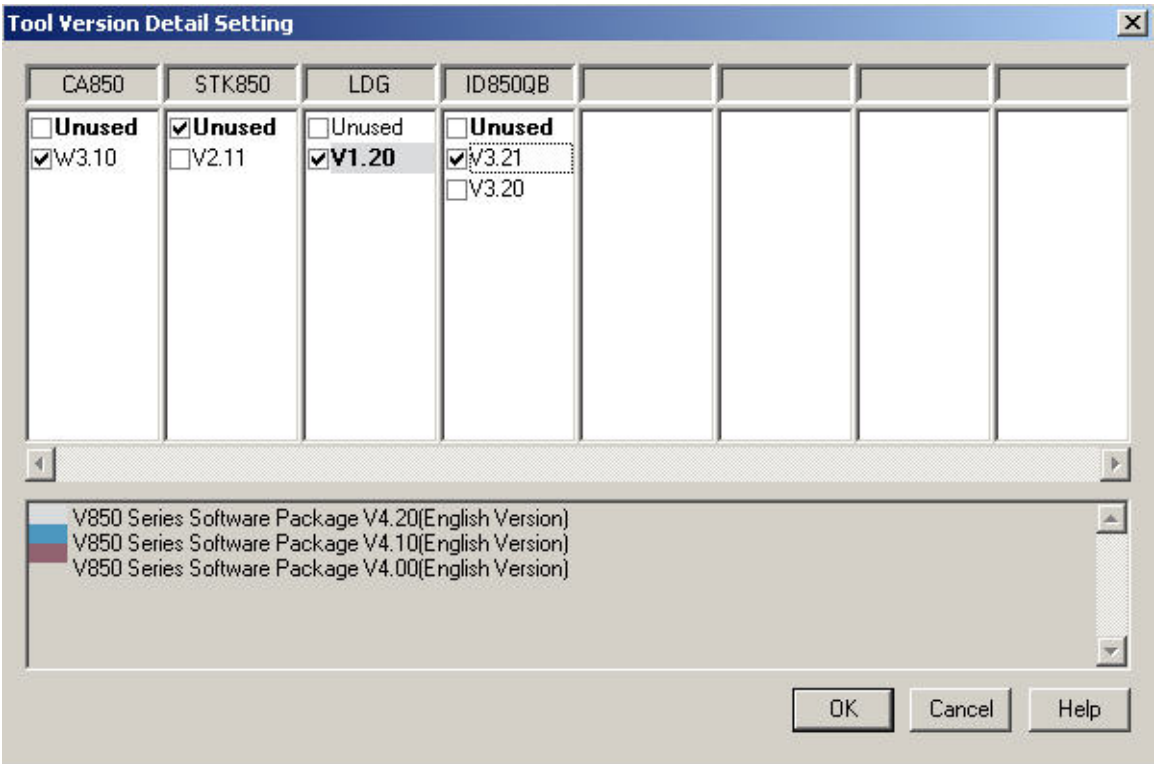 Tool Version Detail Setting
CA850 STK850 LDG ID850QB
Unused Unused Unused Unused
W3.10 V2.11 V1.20 V3.21
V3.20
V850 Series Software Package V4.20(English Version)
V850 Series Software Package V4.10(English Version)
V850 Series Software Package V4.00(English Version)
OK Cancel Help